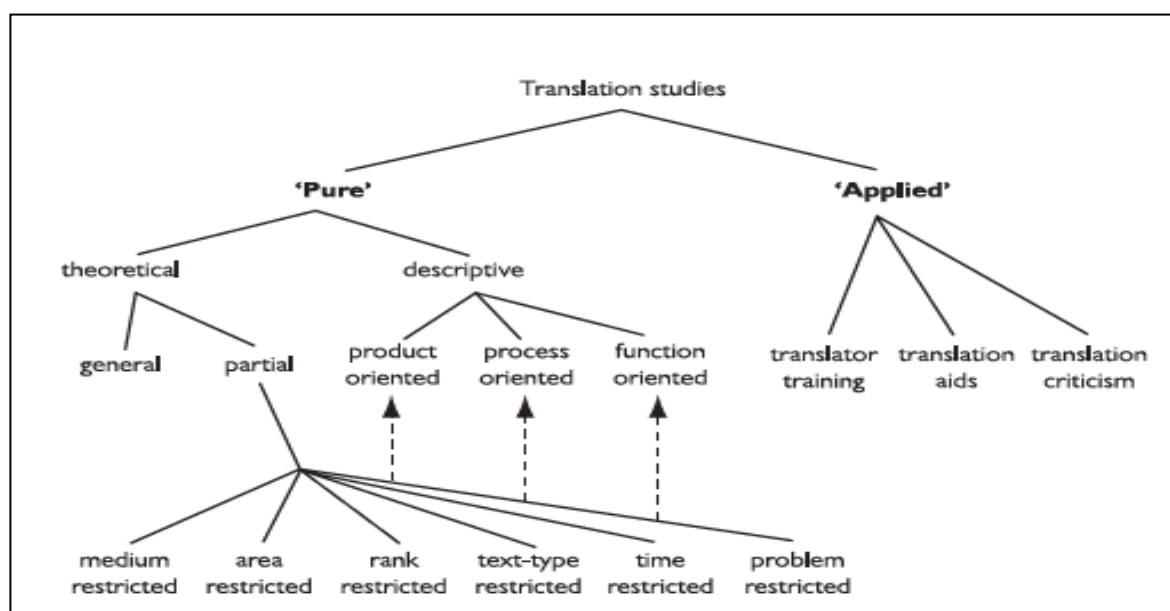 Translation studies
‘Pure’
‘Applied’
theoretical
descriptive
general
partial
product
oriented
process
oriented
function
oriented
translator
training
translation
aids
translation
criticism
medium
restricted
area
restricted
rank
restricted
text-type
restricted
time
restricted
problem
restricted